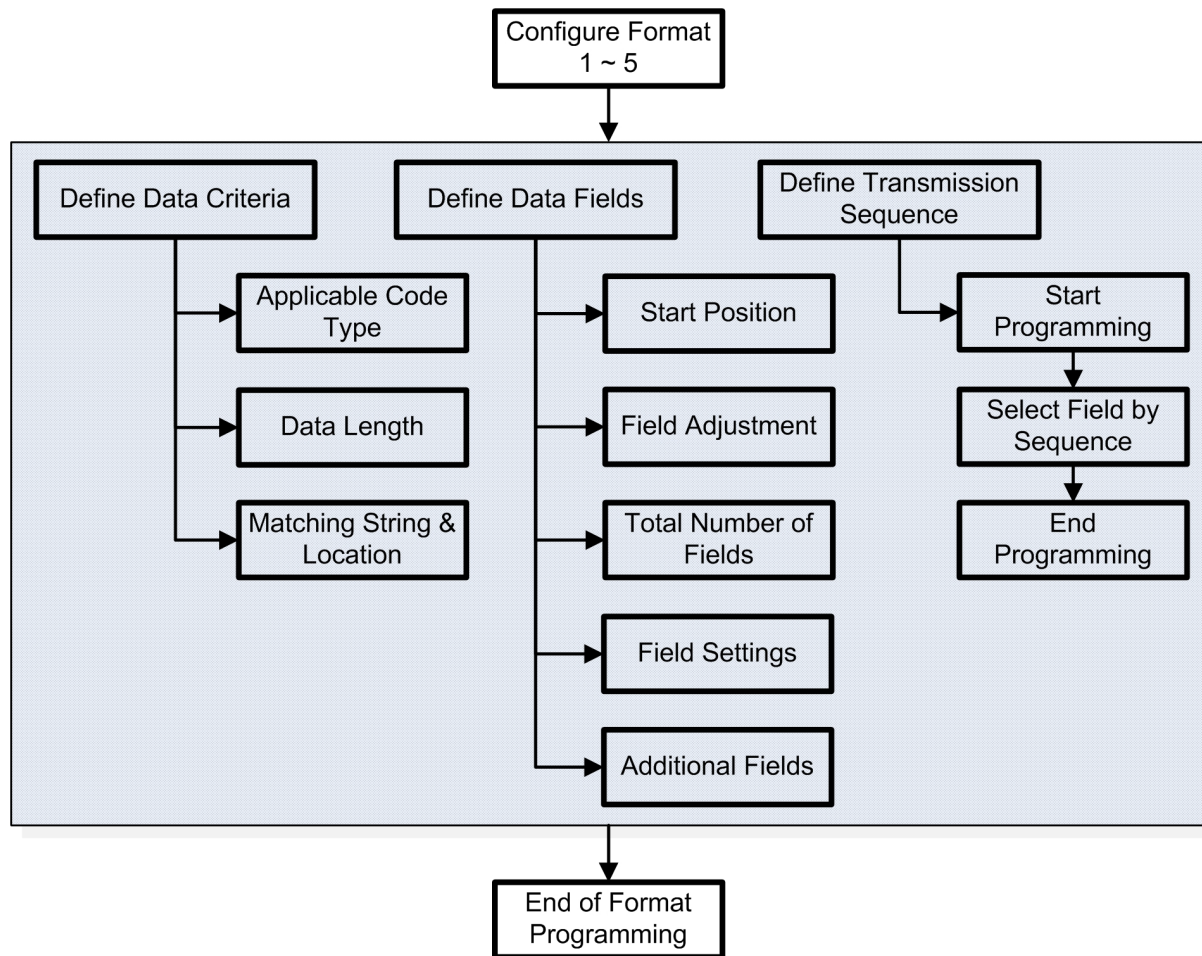 Configure Format
1 ~ 5
Define Data Criteria
Applicable Code
Type
Data Length
Matching String &
Location
Define Data Fields
Start Position
Field Adjustment
Total Number of
Fields
Field Settings
Additional Fields
Define Transmission
Sequence
Start
Programming
Select Field by
Sequence
End
Programming
End of Format
Programming